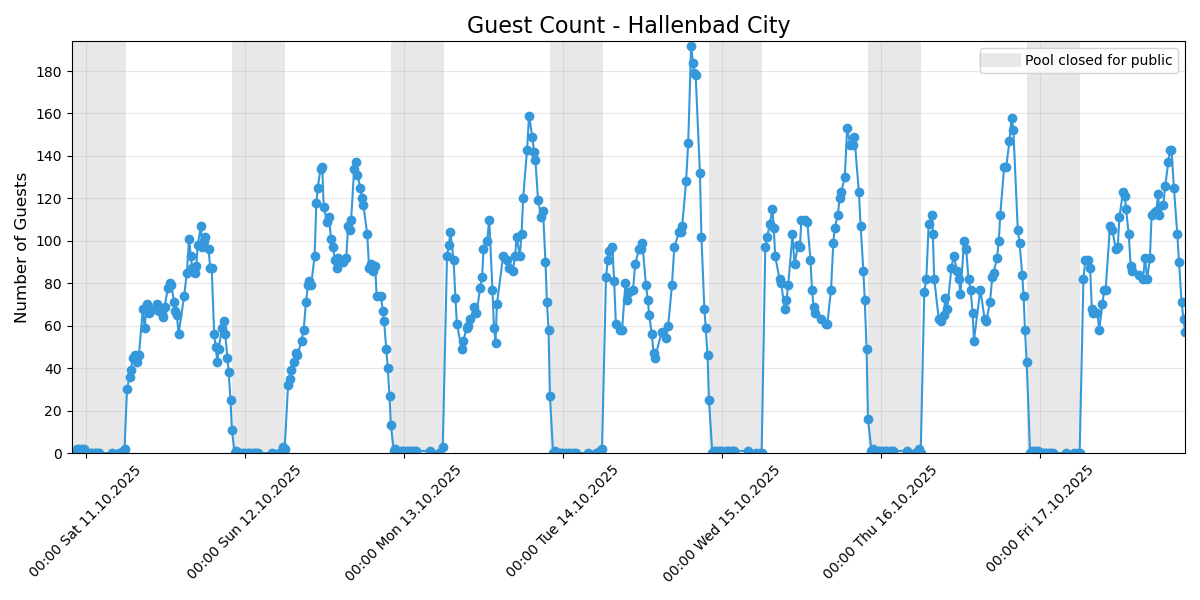 Guest Count - Hallenbad City
Pool closed for public
Number of Guests
180
160
140
120
100
80
60
40
20
0
00:00 Sat 11.10.2025
00:00 Sun 12.10.2025
00:00 Mon 13.10.2025
00:00 Tue 14.10.2025
00:00 Wed 15.10.2025
00:00 Thu 16.10.2025
00:00 Fri 17.10.2025